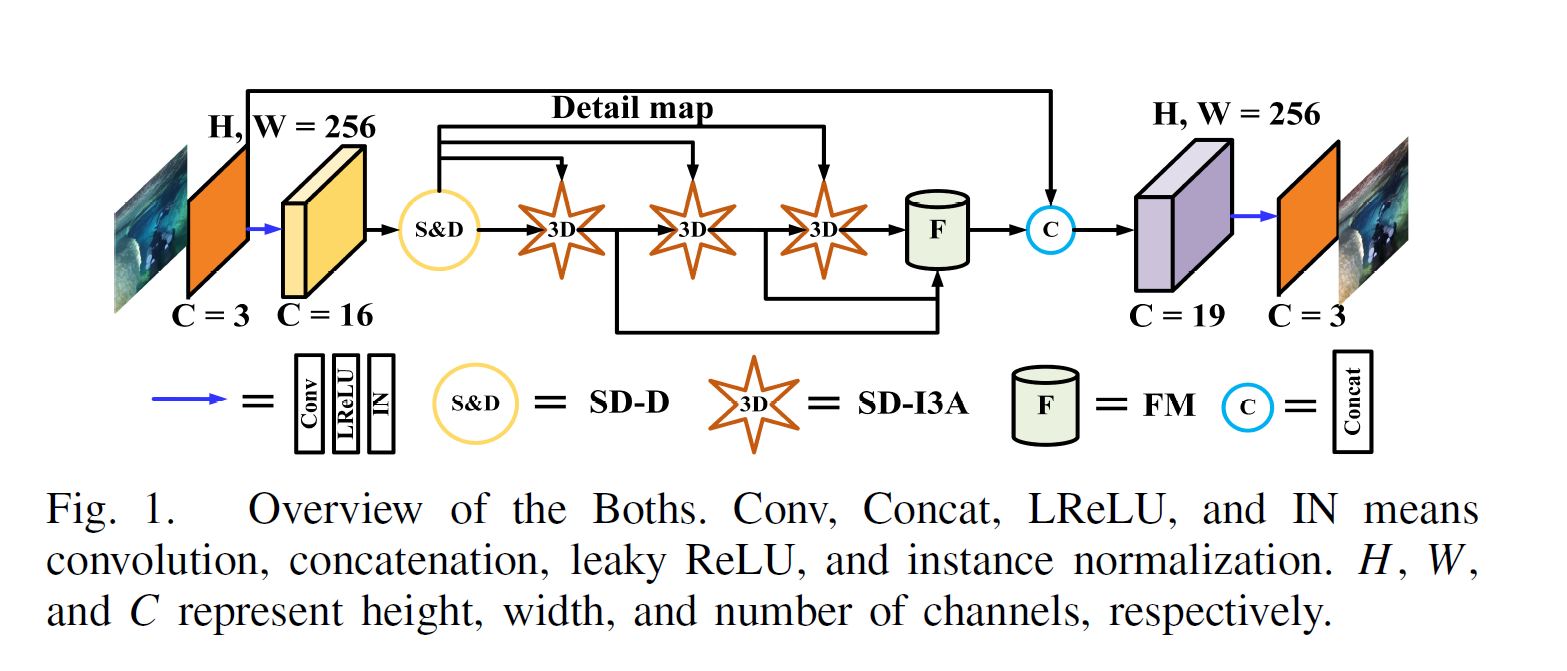 Detail map
H, W = 256
H, W = 256
S&D
3D
3D
3D
F
C
C = 3
C = 16
C = 19
C = 3
= Conv LReLU IN
S&D = SD-D
3D = SD-I3A
F = FM
C = Concat
Fig. 1. Overview of the Boths. Conv, Concat, LReLU, and IN means
convolution, concatenation, leaky ReLU, and instance normalization. H, W,
and C represent height, width, and number of channels, respectively.